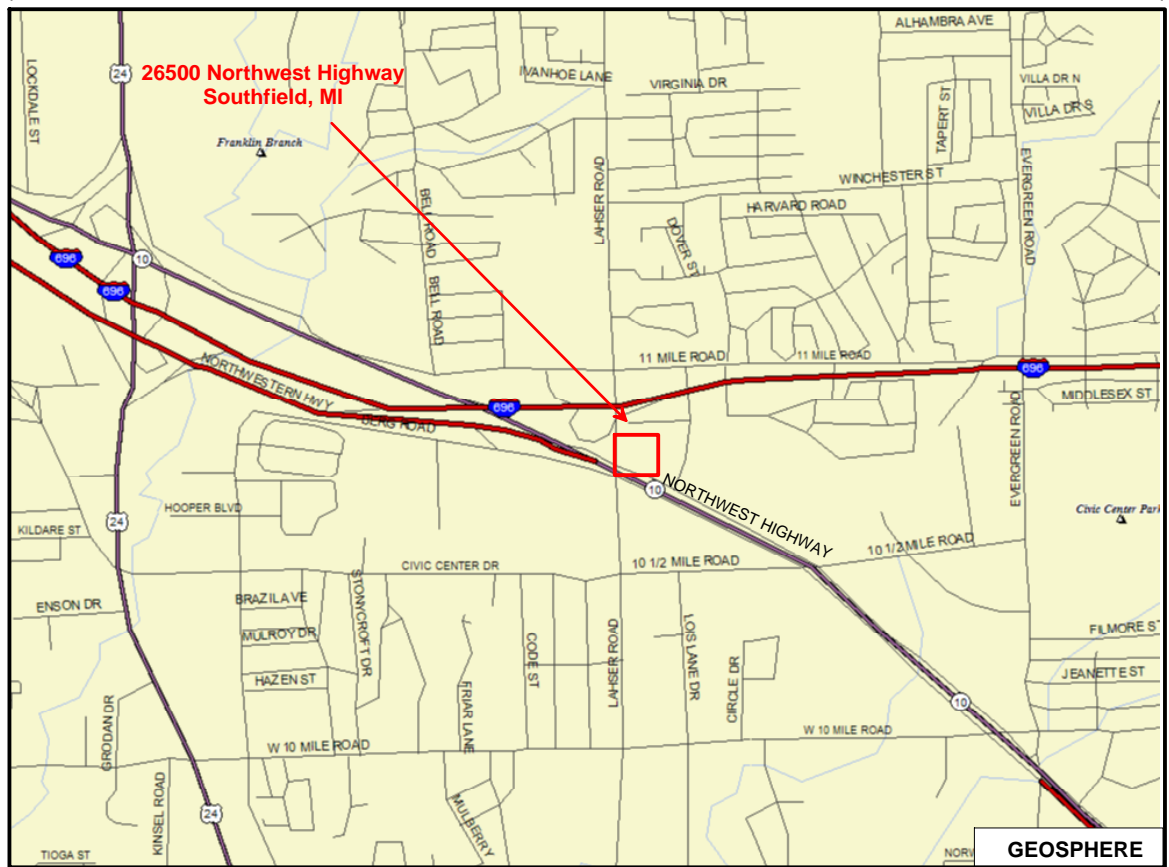 ALHAMBRA AVE
LOCKDALE ST
24
26500 Northwest Highway
Southfield, MI
IVANHOE LANE
VIRGINIA DR
VILLA DR N
VILLA DR S
TAPERT ST
Franklin Branch
EVERGREEN ROAD
WINCHESTER ST
HARVARD ROAD
BELL ROAD
LAHSER ROAD
DOVER ST
10
696
696
BELL ROAD
11 MILE ROAD
11 MILE ROAD
696
NORTHWESTERN HWY
696
MIDDLESEX ST
BERG ROAD
EVERGREEN ROAD
10
NORTHWEST HIGHWAY
HOOPER BLVD
Civic Center Park
KILDARE ST
24
10 1/2 MILE ROAD
CIVIC CENTER DR
10 1/2 MILE ROAD
ENSON DR
BRAZIL AVE
STONYCROFT DR
MULROY DR
CODE ST
LAHSER ROAD
LOIS LANE DR
FILMORE ST
HAZEN ST
FRIAR LANE
CIRCLE DR
JEANETTE ST
GRODAN DR
10
W 10 MILE ROAD
W 10 MILE ROAD
KINSEL ROAD
24
MULBERRY
TIOGA ST
GEOSPHERE